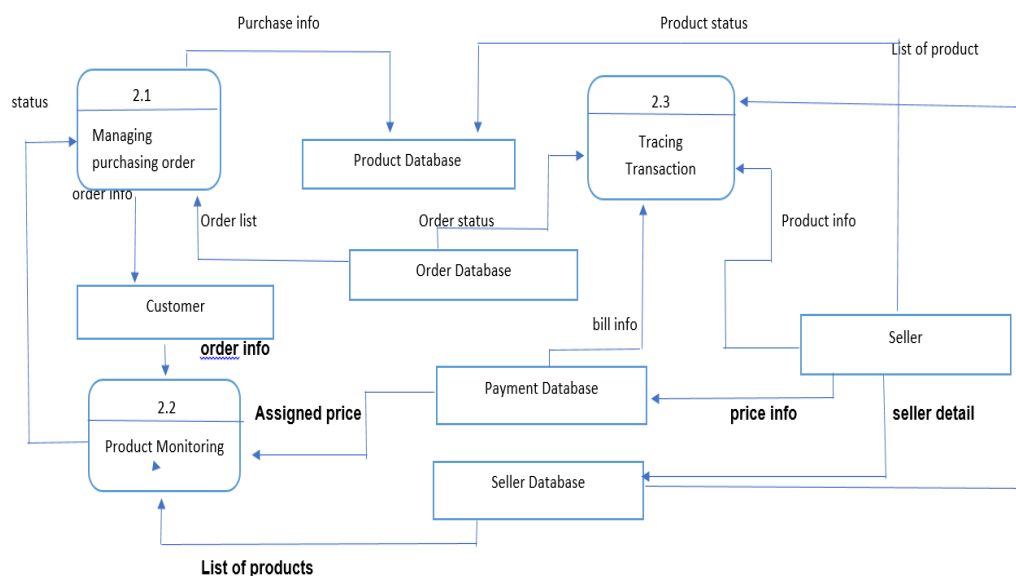 Purchase info
Product status
List of product
status
2.1
Managing
purchasing order
2.3
Tracing
Transaction
Product Database
order info
Order list
Order status
Product info
Order Database
Customer
bill info
Seller
order info
Payment Database
2.2
Assigned price
price info
seller detail
Product Monitoring
Seller Database
List of products